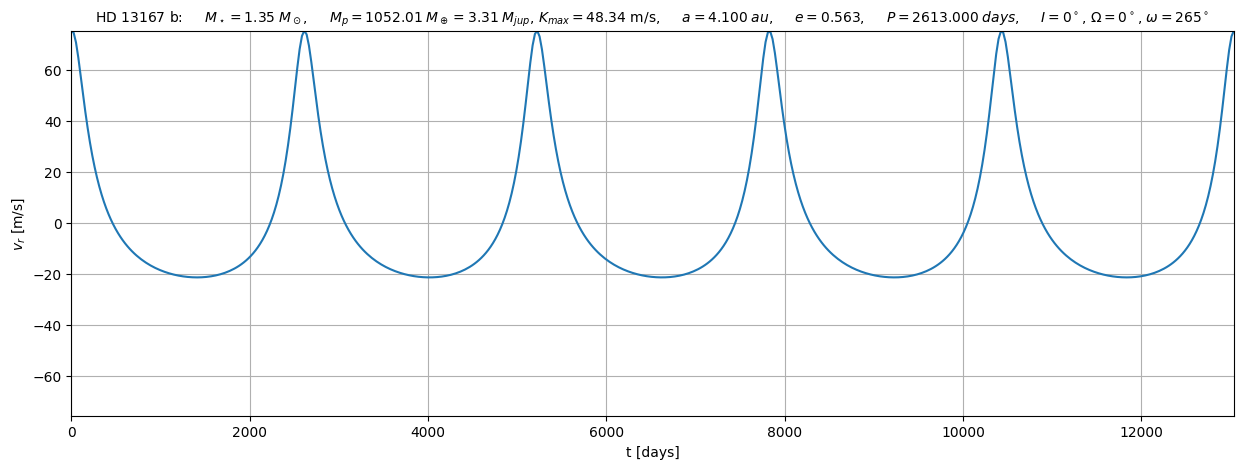 HD 13167 b: M⋆ = 1.35 M⊙, Mp = 1052.01 M⊕ = 3.31 Mjup, Kmax = 48.34 m/s, a = 4.100 au, e = 0.563, P = 2613.000 days, I = 0°, Ω = 0°, ω = 265°
60
40
20
0
−20
−40
−60
vr [m/s]
0 2000 4000 6000 8000 10000 12000
t [days]